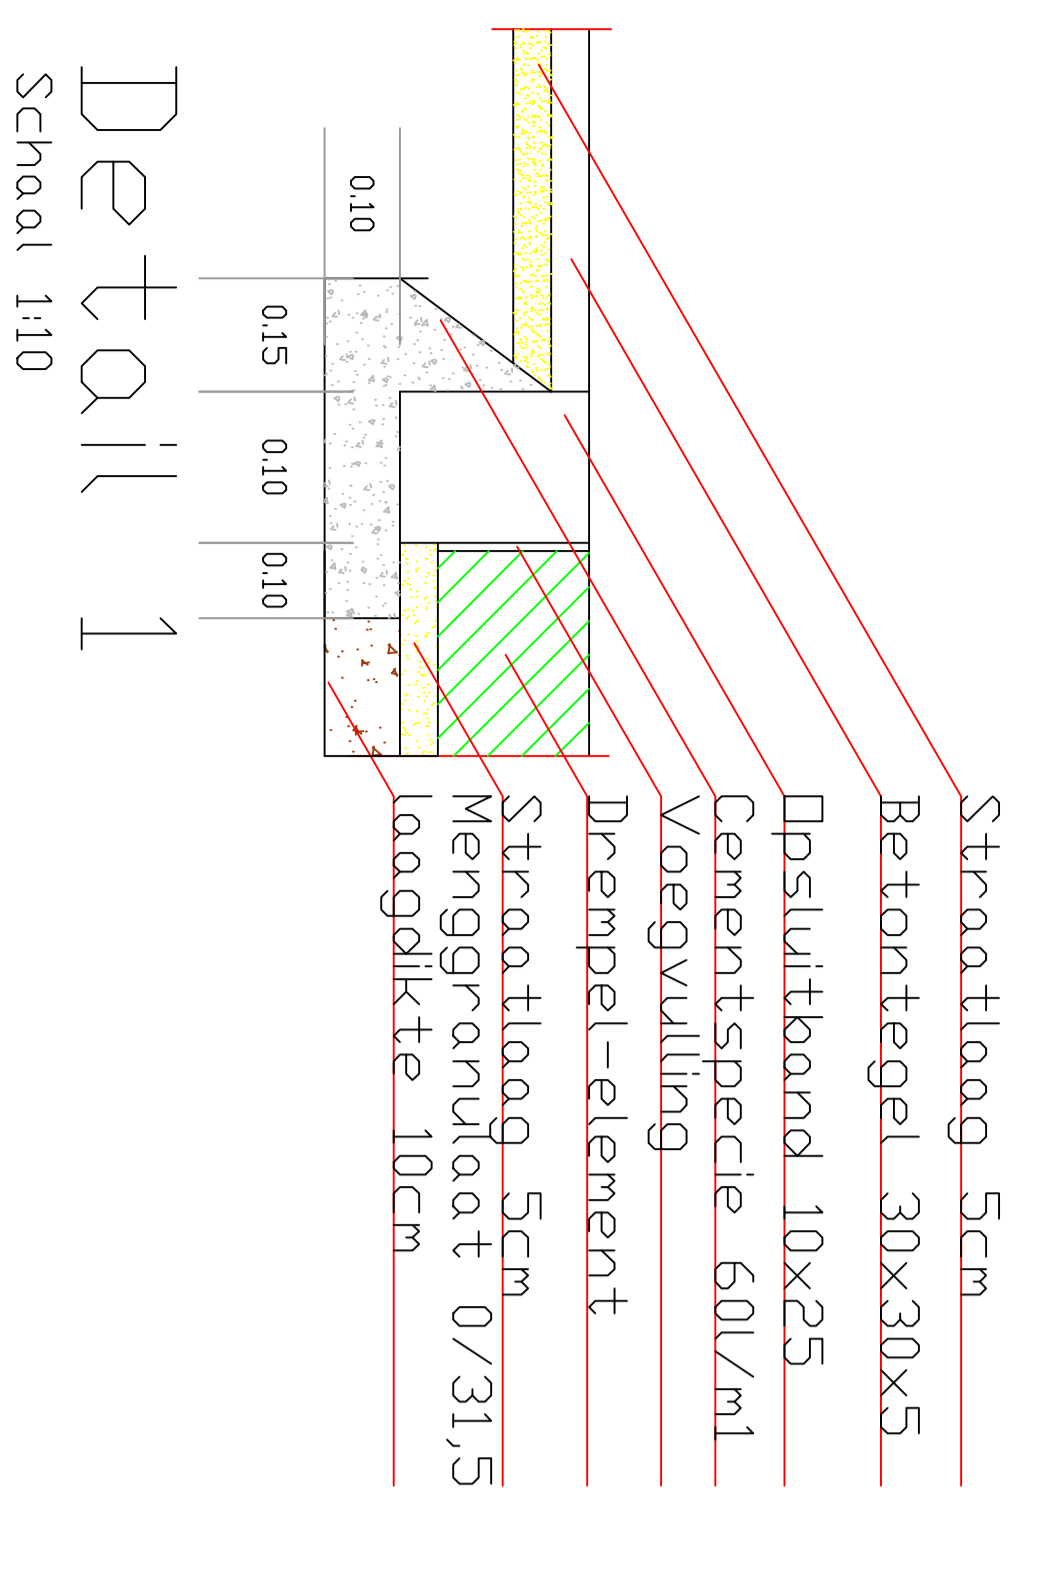 Straatlaag 5cm
Betontegel 30x30x5
Opsluitband 10x25
Cementspecie 60l/m1
Voegvulling
Drempel-element
Straatlaag 5cm
Menggranulaat 0/31,5
laagdikte 10cm
0.10
0.15
0.10
0.10
Detail 1
Schaal 1:10